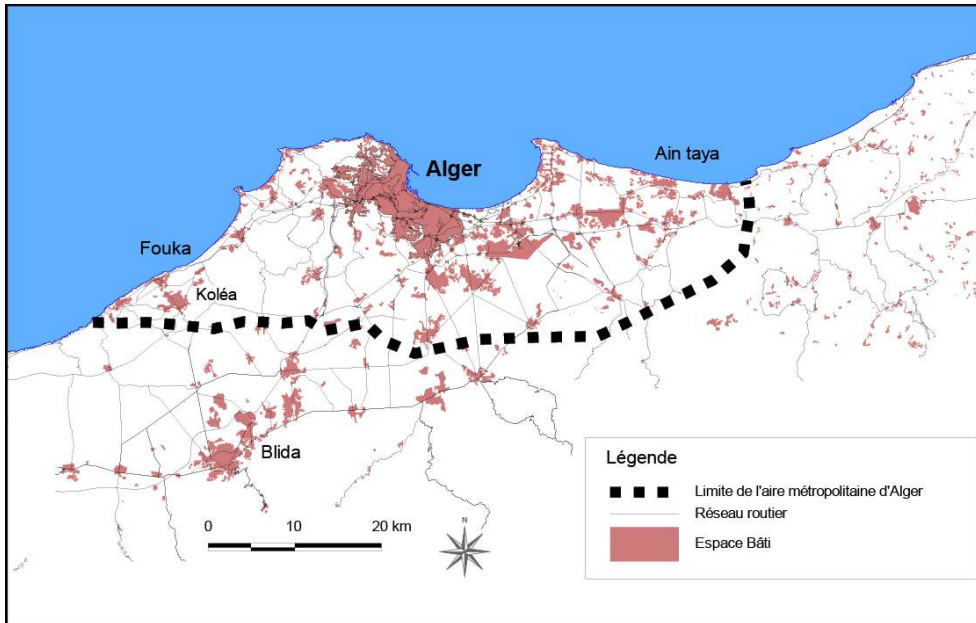 Alger
Ain taya
Fouka
Koléa
Blida
Légende
Limite de l'aire métropolitaine d'Alger
Réseau routier
Espace Bâti
0 10 20 km
N